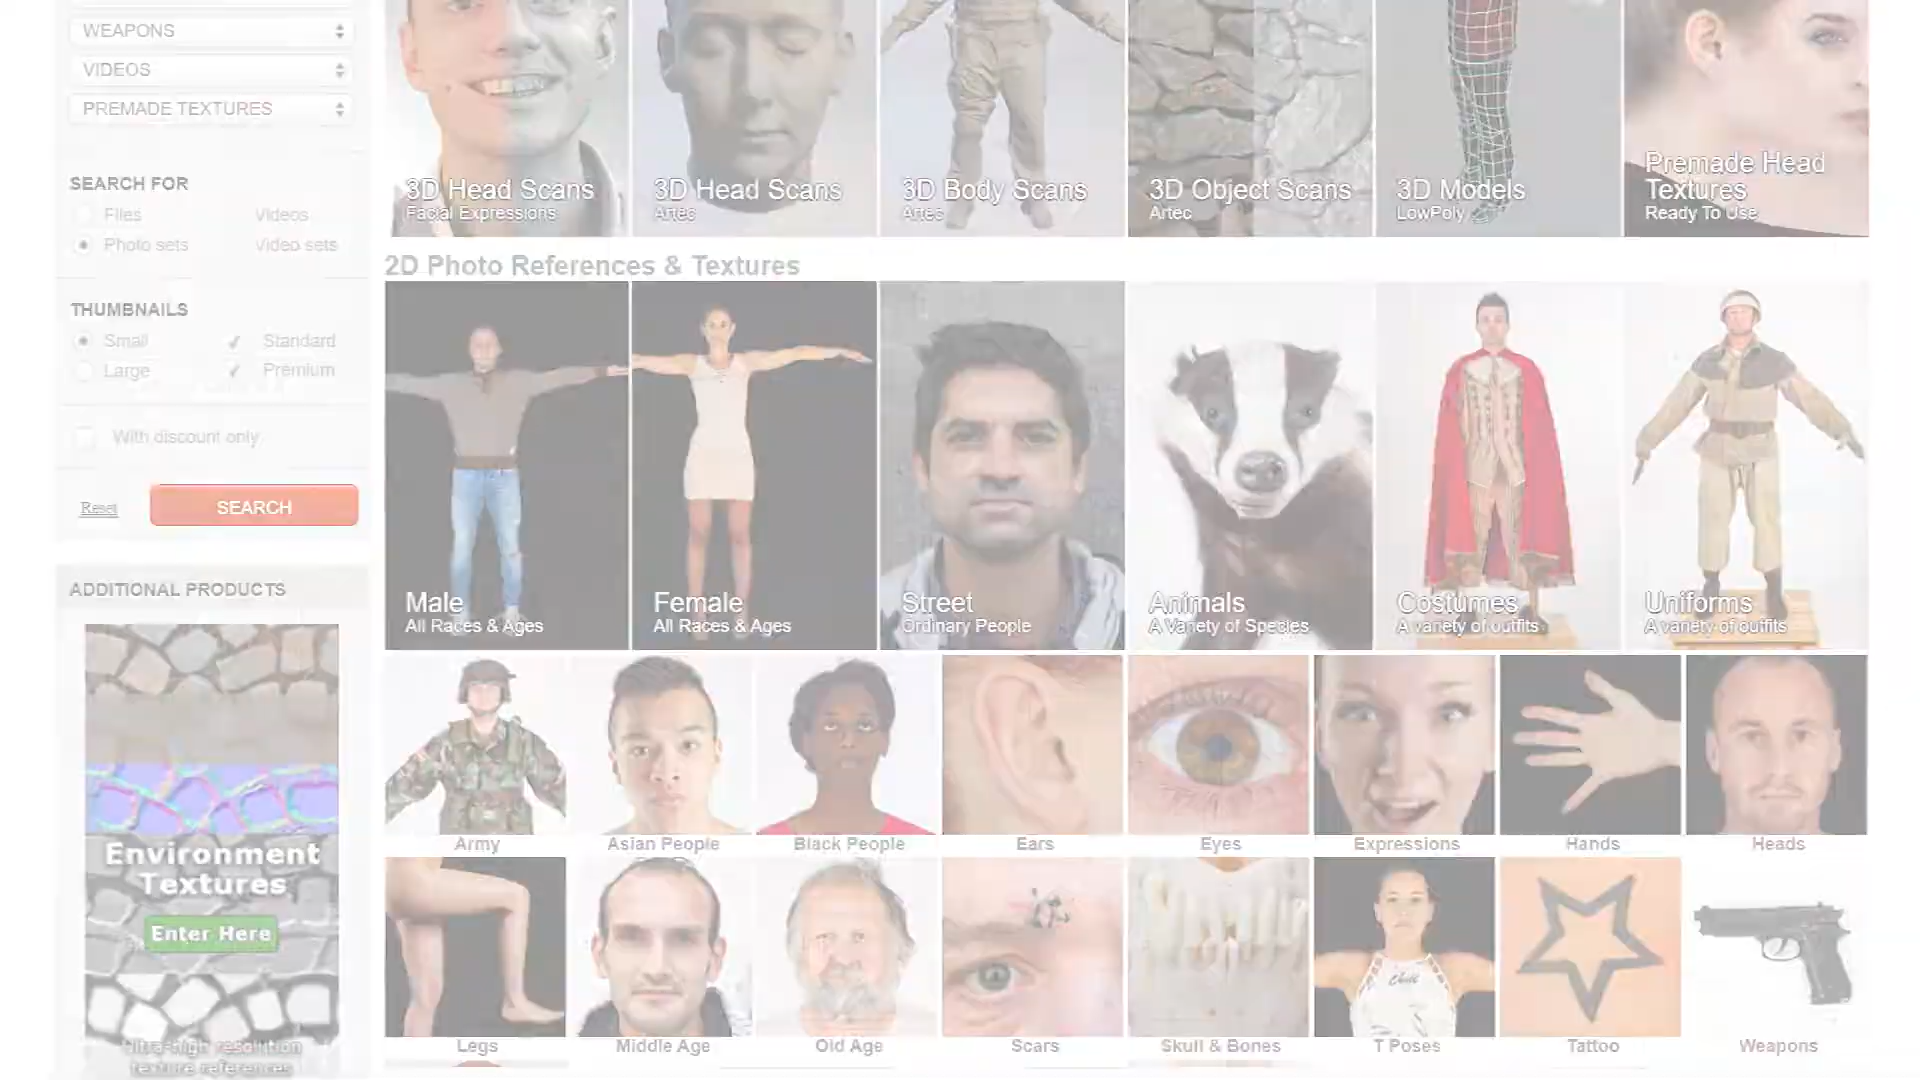 WEAPONS
VIDEOS
PREMADE TEXTURES
SEARCH FOR
Files
Videos
Photo sets
Video sets
THUMBNAILS
Small
Standard
Large
Premium
With discount only
Reset
SEARCH
ADDITIONAL PRODUCTS
Environment
Textures
Enter Here
Ultra-high resolution
texture references
3D Head Scans
Facial Expressions
3D Head Scans
Artec
3D Body Scans
Artec
3D Object Scans
Artec
3D Models
LowPoly
Premade Head
Textures
Ready To Use
2D Photo References & Textures
Male
All Races & Ages
Female
All Races & Ages
Street
Ordinary People
Animals
A Variety of Species
Costumes
A variety of outfits
Uniforms
A variety of outfits
Army
Asian People
Black People
Ears
Eyes
Expressions
Hands
Heads
Legs
Middle Age
Old Age
Scars
Skull & Bones
T Poses
Tattoo
Weapons